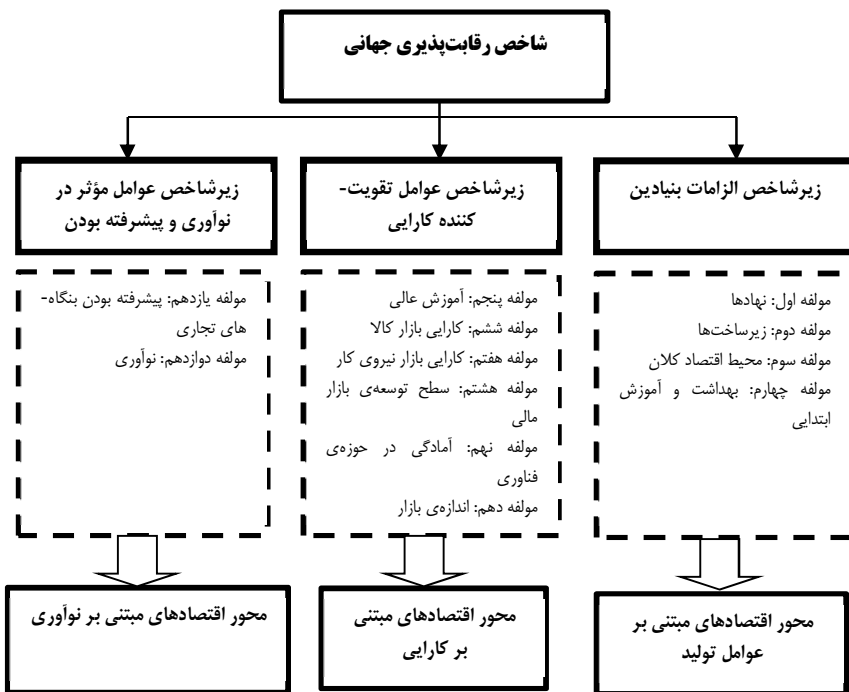 شاخص رقابت‌پذیری جهانی
زیرشاخص الزامات بنیادین
زیرشاخص عوامل تقویت-
کننده کارایی
زیرشاخص عوامل مؤثر در
نوآوری و پیشرفته بودن
مولفه اول: نهادها
مولفه دوم: زیرساخت‌ها
مولفه سوم: محیط اقتصاد کلان
مولفه چهارم: بهداشت و آموزش
ابتدایی
مولفه پنجم: آموزش عالی
مولفه ششم: کارایی بازار کالا
مولفه هفتم: کارایی بازار نیروی کار
مولفه هشتم: سطح توسعه‌ی بازار
مالی
مولفه نهم: آمادگی در حوزه‌ی
فناوری
مولفه دهم: اندازه‌ی بازار
مولفه یازدهم: پیشرفته بودن بنگاه-
های تجاری
مولفه دوازدهم: نوآوری
محور اقتصادهای مبتنی بر
عوامل تولید
محور اقتصادهای مبتنی
بر کارایی
محور اقتصادهای مبتنی بر نوآوری